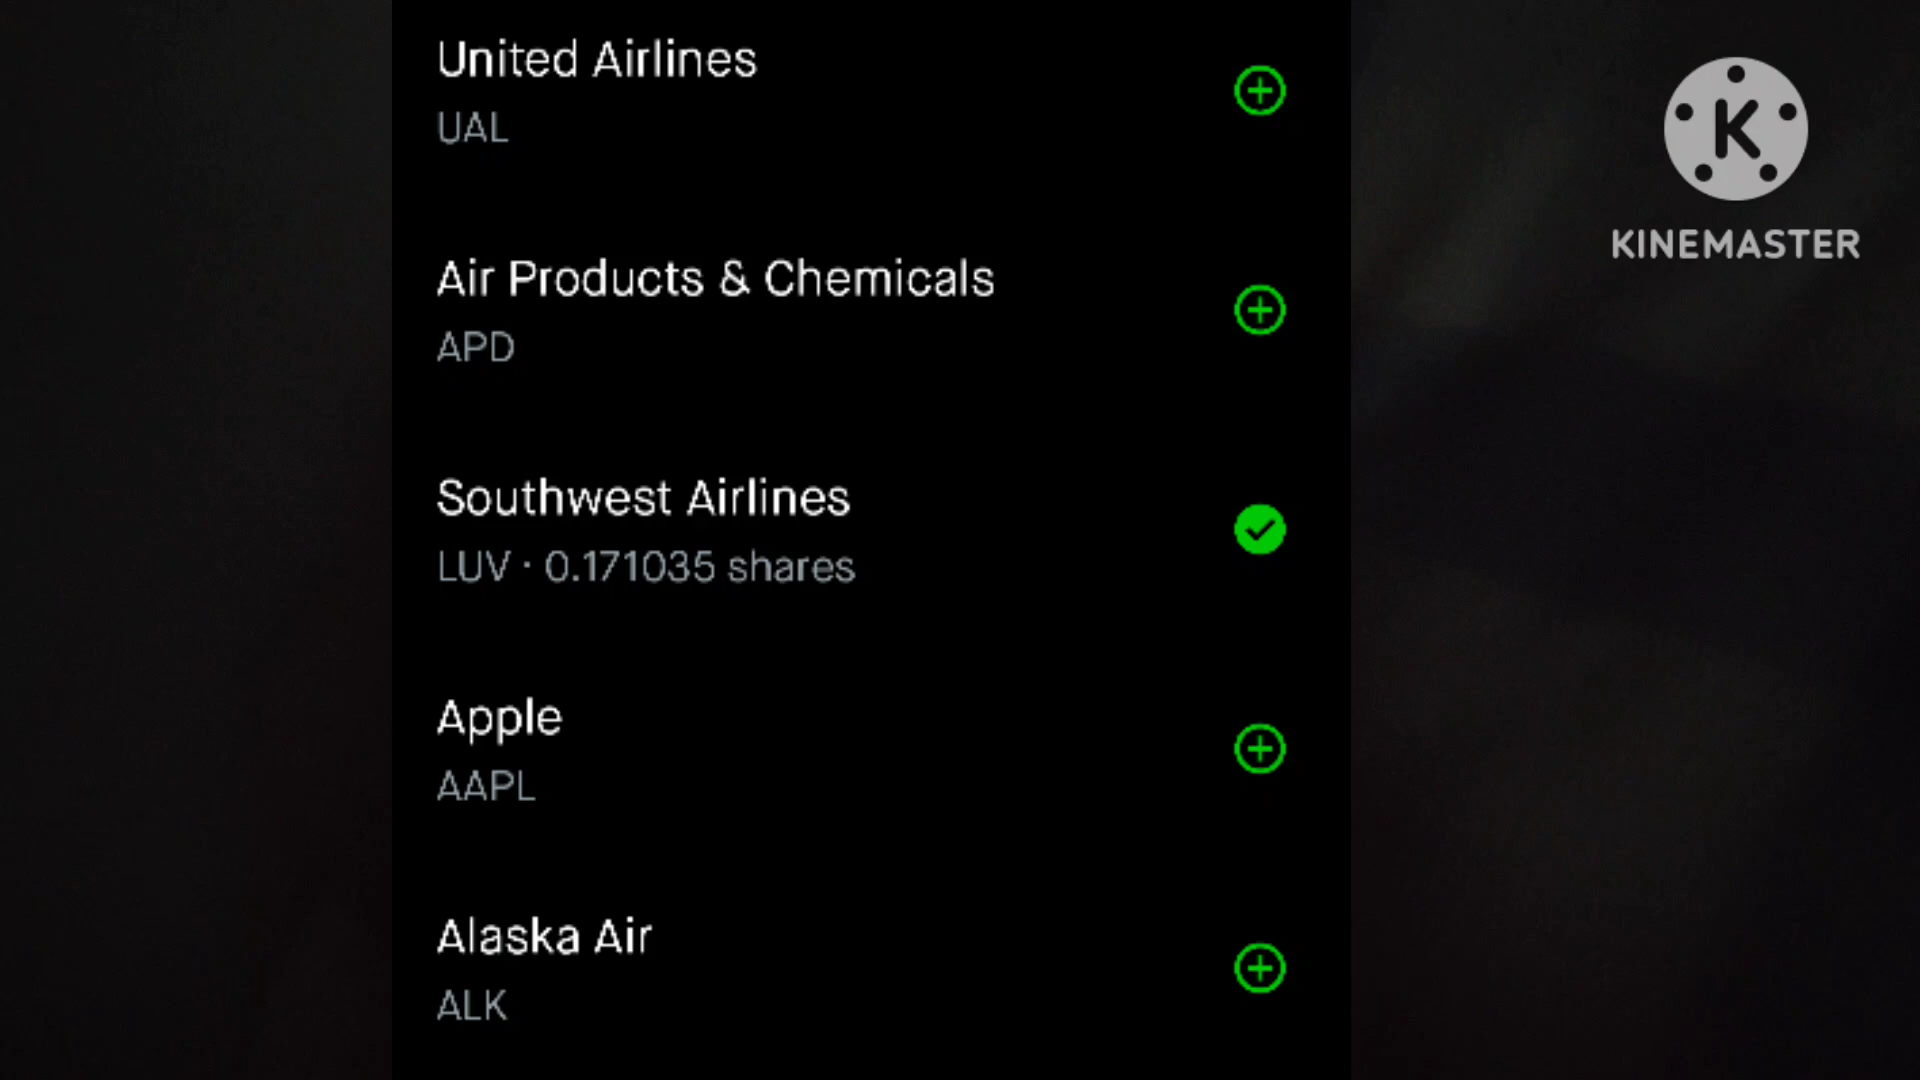 United Airlines
UAL
Air Products & Chemicals
APD
Southwest Airlines
LUV · 0.171035 shares
Apple
AAPL
Alaska Air
ALK
K
KINEMASTER